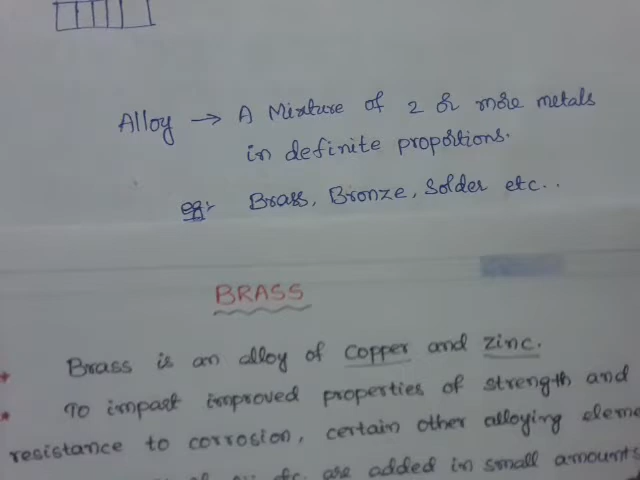 Alloy → A Mixture of 2 or more metals
in definite proportions.
eg:- Brass, Bronze, Solder etc..
BRASS
Brass is an alloy of copper and zinc.
To impart improved properties of strength and
resistance to corrosion, certain other alloying eleme
etc. are added in small amounts